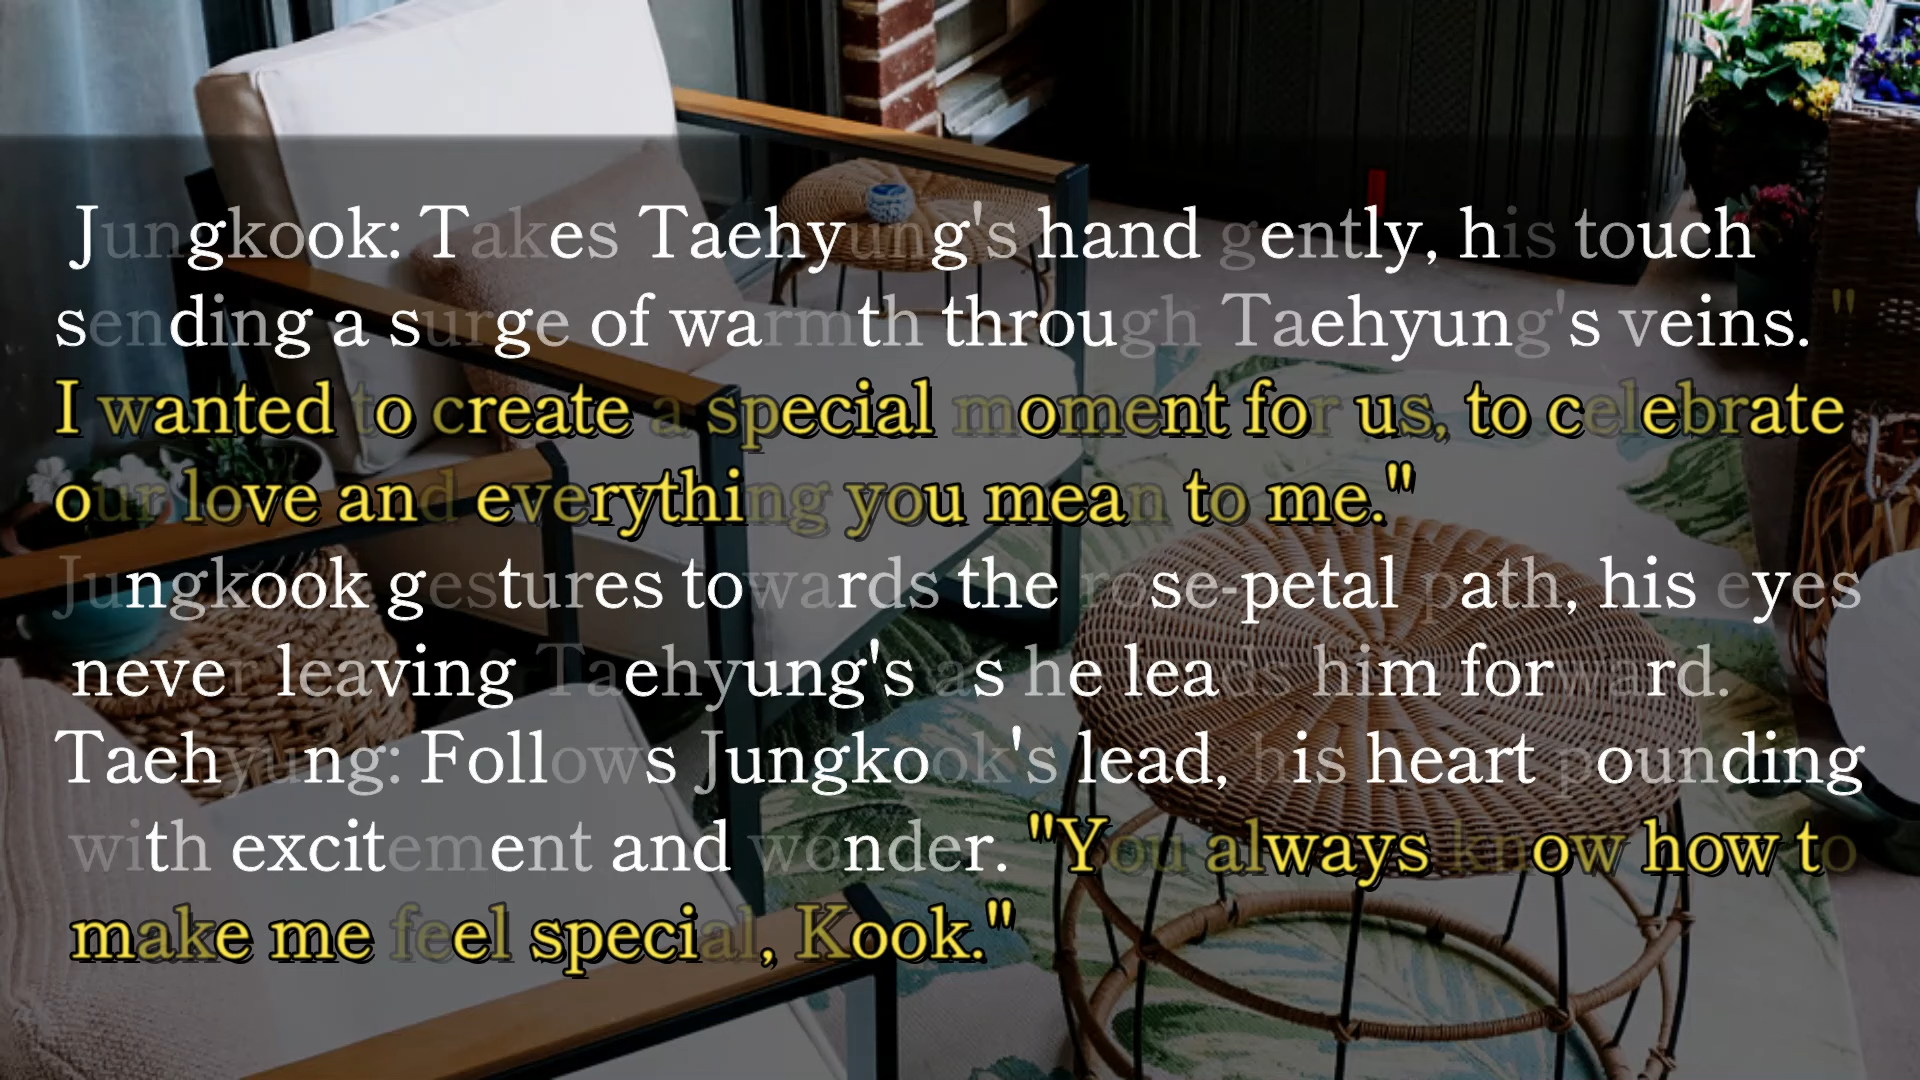 Jungkook: Takes Taehyung's hand gently, his touch
sending a surge of warmth through Taehyung's veins. "
I wanted to create a special moment for us, to celebrate
our love and everything you mean to me."
Jungkook gestures towards the rose-petal path, his eyes
never leaving Taehyung's as he leads him forward.
Taehyung: Follows Jungkook's lead, his heart pounding
with excitement and wonder. "You always know how to
make me feel special, Kook."